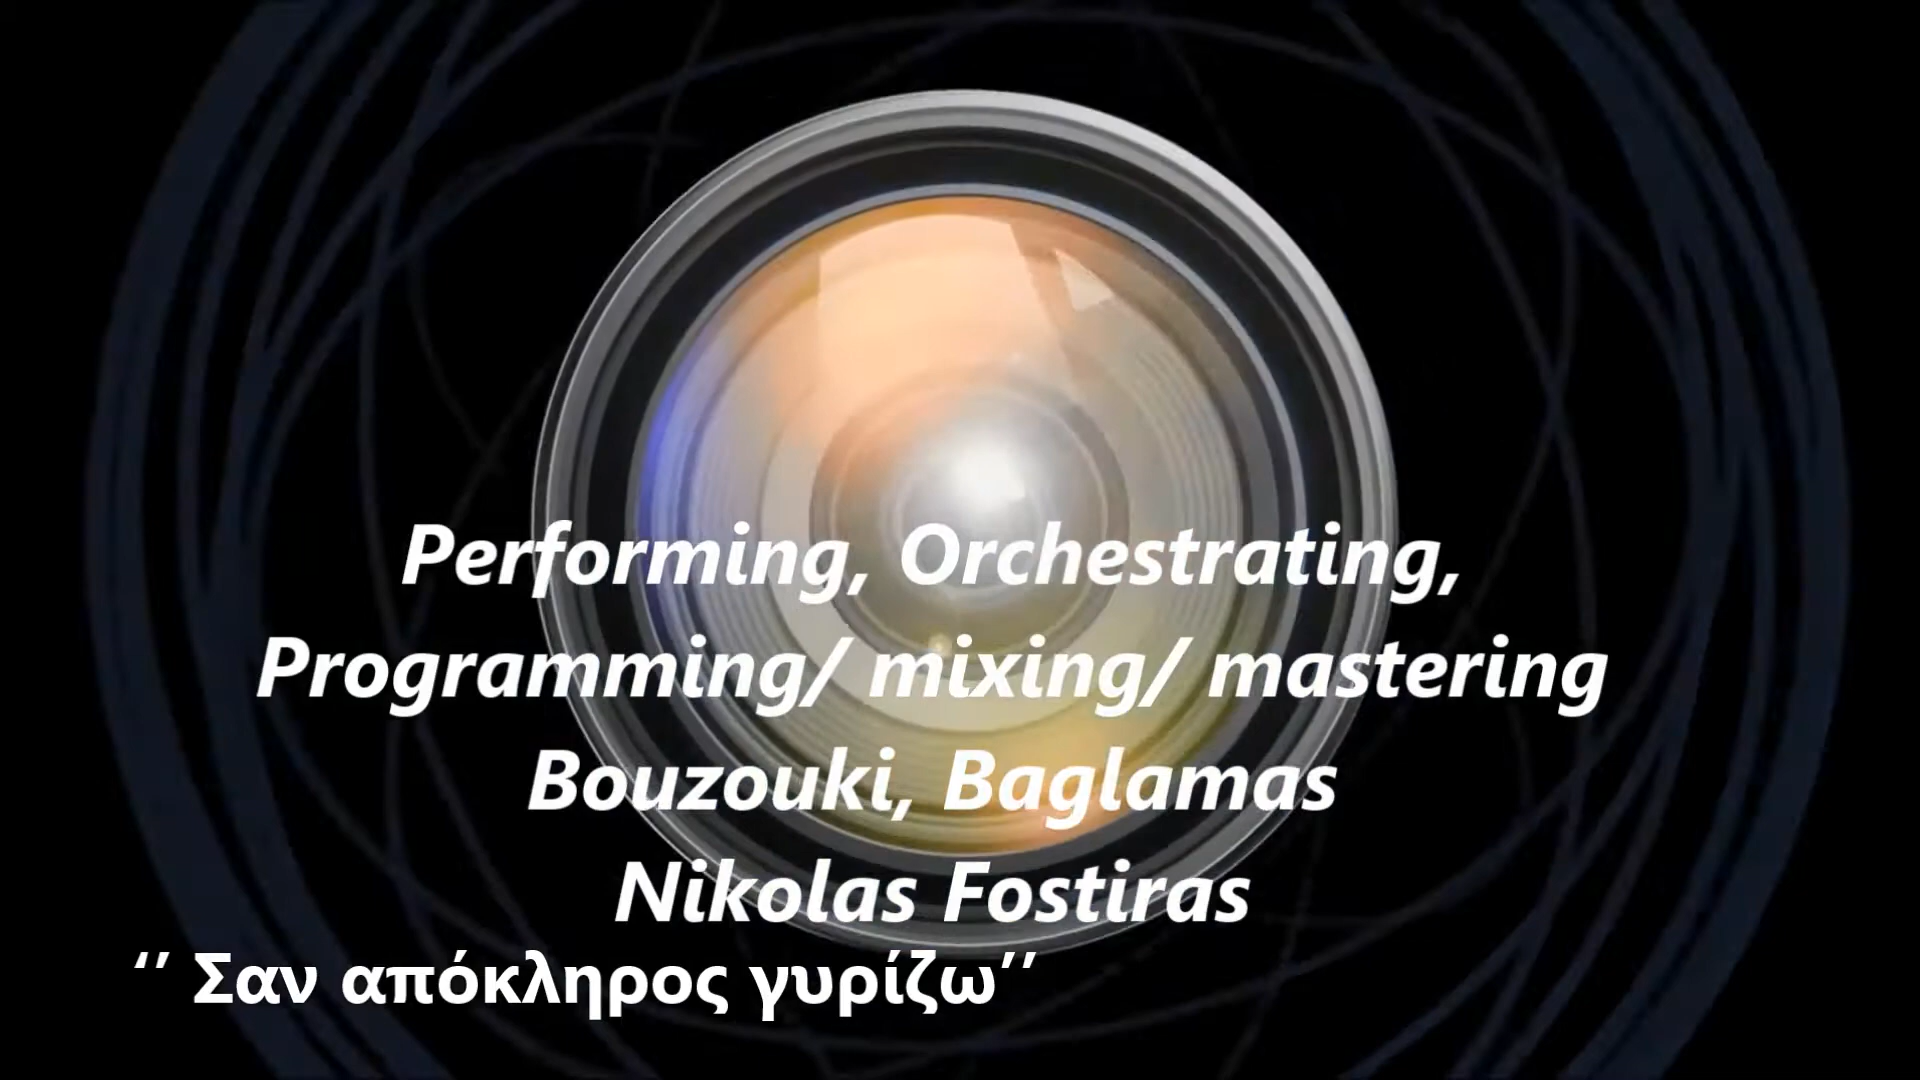 Performing, Orchestrating,
Programming/ mixing/ mastering
Bouzouki, Baglamas
Nikolas Fostiras
‘’ Σαν απόκληρος γυρίζω’’